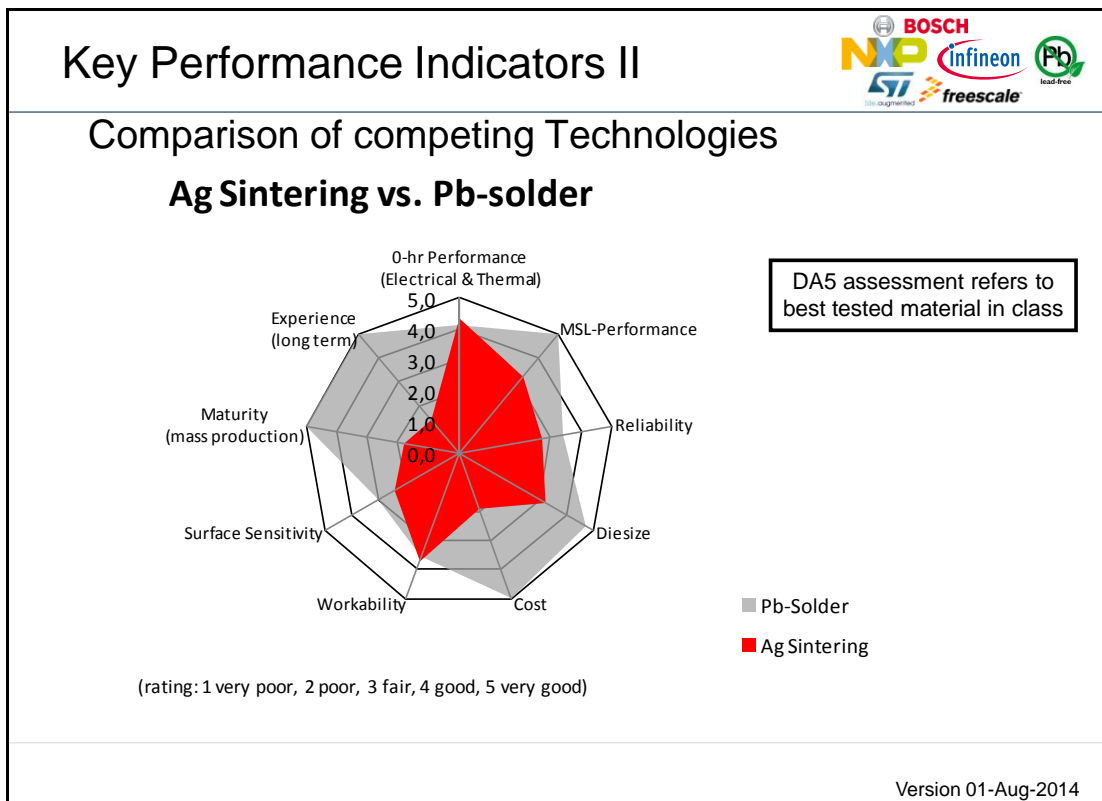 Key Performance Indicators II
BOSCH
NXP
infineon
Pb
lead-free
ST
life.augmented
freescale
Comparison of competing Technologies
Ag Sintering vs. Pb-solder
0-hr Performance
(Electrical & Thermal)
DA5 assessment refers to
best tested material in class
5,0
4,0
3,0
2,0
1,0
0,0
MSL-Performance
Reliability
Diesize
Cost
Workability
Surface Sensitivity
Maturity
(mass production)
Experience
(long term)
Pb-Solder
Ag Sintering
(rating: 1 very poor, 2 poor, 3 fair, 4 good, 5 very good)
Version 01-Aug-2014